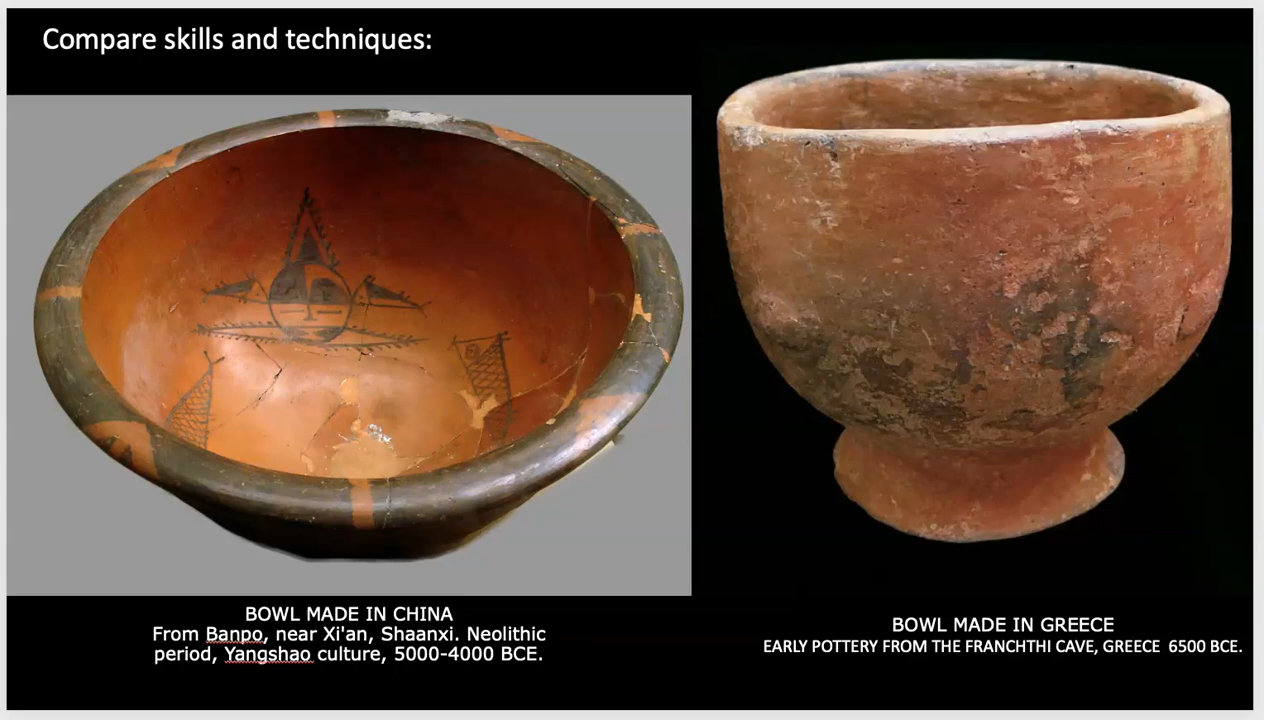 Compare skills and techniques:
BOWL MADE IN CHINA
From Banpo, near Xi'an, Shaanxi. Neolithic
period, Yangshao culture, 5000-4000 BCE.
BOWL MADE IN GREECE
EARLY POTTERY FROM THE FRANCHTHI CAVE, GREECE 6500 BCE.